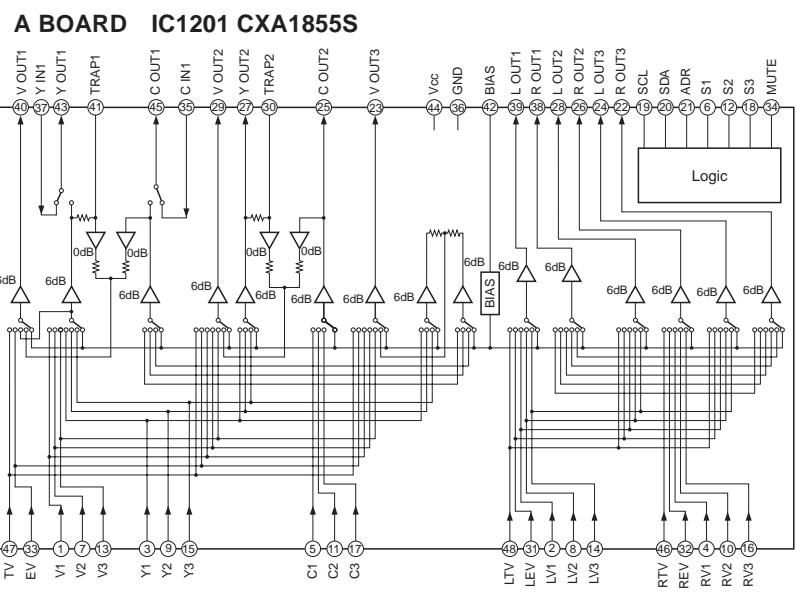 A BOARD IC1201 CXA1855S
V OUT1 Y IN1 Y OUT1 TRAP1 C OUT1 C IN1 V OUT2 Y OUT2 TRAP2 C OUT2 V OUT3 Vcc GND BIAS L OUT1 R OUT1 L OUT2 R OUT2 L OUT3 R OUT3 SCL SDA ADR S1 S2 S3 MUTE
40 37 43 41 45 35 29 27 30 25 23 44 36 42 39 38 28 26 24 22 19 20 21 6 12 18 34
Logic
0dB 0dB 0dB 0dB
6dB 6dB
6dB 6dB 6dB 6dB 6dB 6dB 6dB 6dB 6dB BIAS 6dB 6dB 6dB 6dB
47 33 1 7 13 3 9 15 5 11 17 48 31 2 8 14 46 32 4 10 16
TV EV V1 V2 V3 Y1 Y2 Y3 C1 C2 C3 LTV LEV LV1 LV2 LV3 RTV REV RV1 RV2 RV3